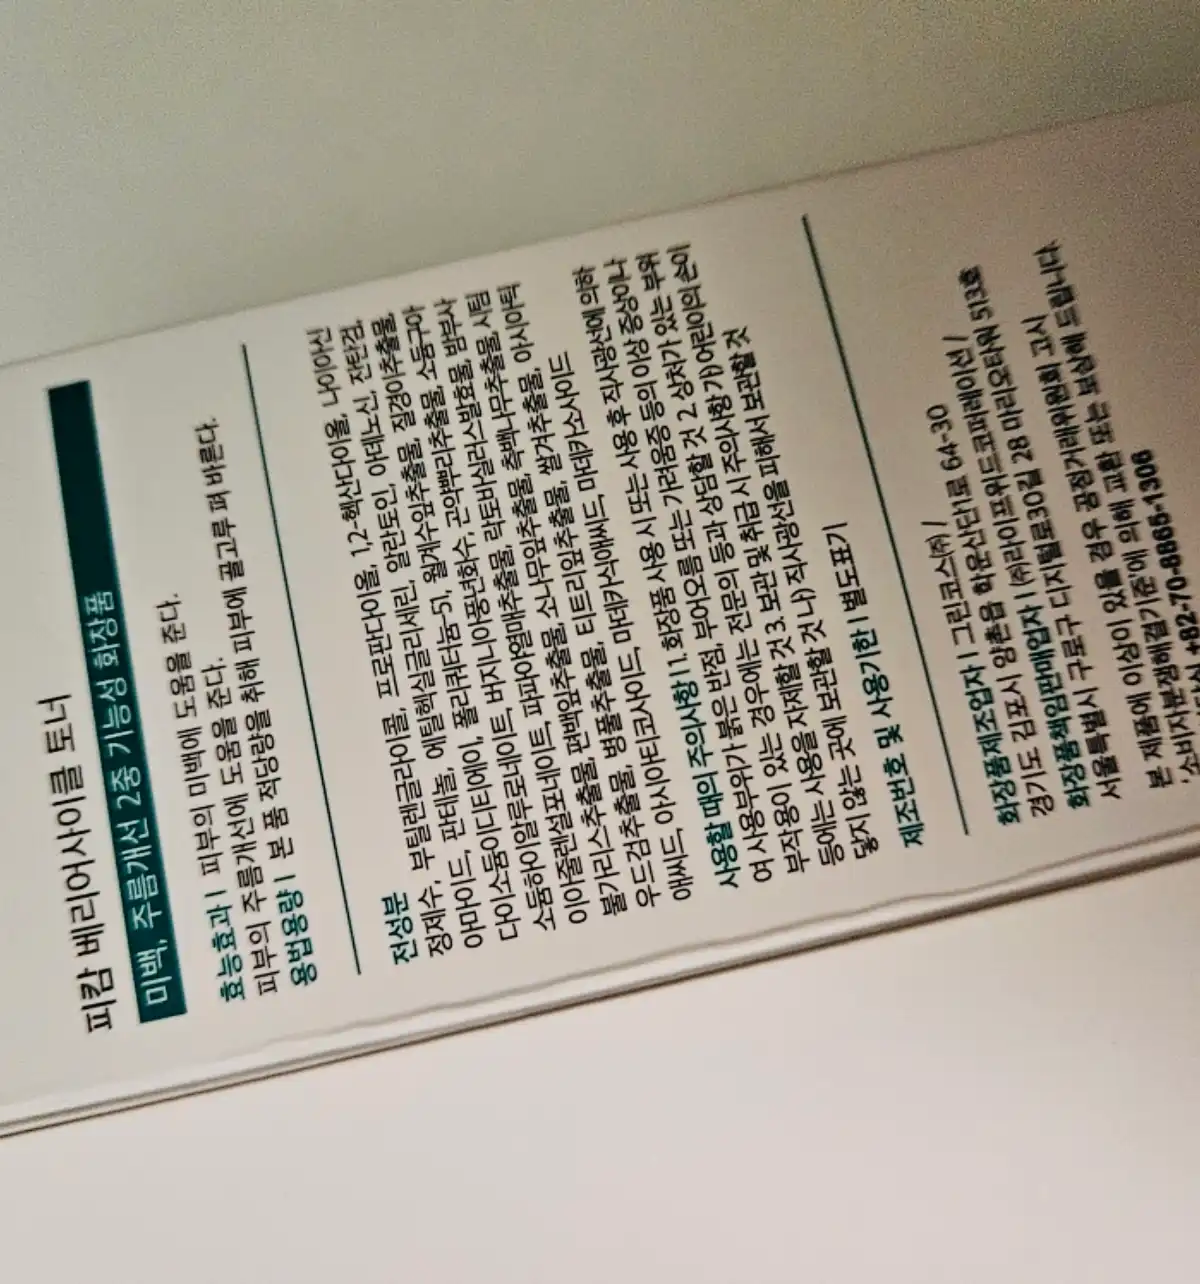 피캄 베리어사이클 토너
미백, 주름개선 2중 기능성 화장품
효능효과 | 피부의 미백에 도움을 준다.
피부의 주름개선에 도움을 준다.
용법용량 | 본 품 적당량을 취해 피부에 골고루 펴 바른다.
전성분
정제수, 부틸렌글라이콜, 프로판다이올, 1,2-헥산다이올, 나이아신
아마이드, 판테놀, 에틸헥실글리세린, 알란토인, 아데노신, 잔탄검,
다이소듐이디티에이, 폴리쿼터늄-51, 월계수잎추출물, 질경이추출물,
소듐하이알루로네이트, 버지니아풍년화수, 곤약뿌리추출물, 소듐구아
이아줄렌설포네이트, 파파야열매추출물, 락토바실러스발효물, 밤부사
불가리스추출물, 편백잎추출물, 소나무잎추출물, 측백나무추출물, 시팀
우드검추출물, 병풀추출물, 티트리잎추출물, 쌀겨추출물, 아시아틱
애씨드, 아시아티코사이드, 마데카식애씨드, 마데카소사이드
사용할 때의 주의사항 | 1. 화장품 사용 시 또는 사용 후 직사광선에 의하
여 사용부위가 붉은 반점, 부어오름 또는 가려움증 등의 이상 증상이나
부작용이 있는 경우에는 전문의 등과 상담할 것 2. 상처가 있는 부위
등에는 사용을 자제할 것 3. 보관 및 취급 시 주의사항 가) 어린이의 손이
닿지 않는 곳에 보관할 것 나) 직사광선을 피해서 보관할 것
제조번호 및 사용기한 | 별도표기
화장품제조업자 | 그린코스㈜ /
경기도 김포시 양촌읍 학운산단로 64-30
화장품책임판매업자 | ㈜라이프위드코퍼레이션 /
서울특별시 구로구 디지털로30길 28 마리오타워 513호
본 제품에 이상이 있을 경우 공정거래위원회 고시
'소비자분쟁해결기준'에 의해 교환 또는 보상해 드립니다.
+82-70-8865-1306